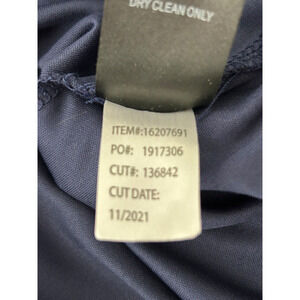 DRY CLEAN ONLY
ITEM#:16207691
PO#: 1917306
CUT#: 136842
CUT DATE:
11/2021